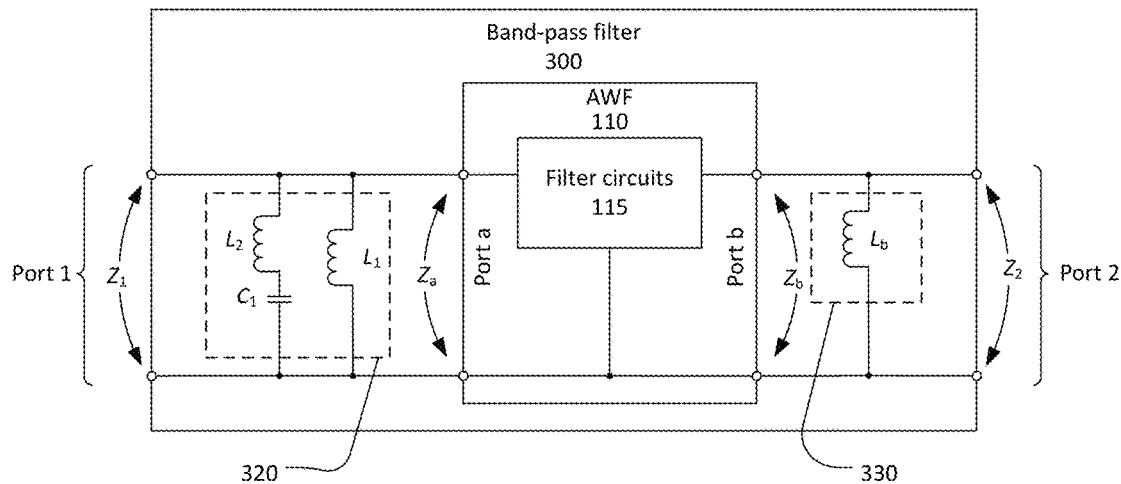 Band-pass filter
300
AWF
110
Filter circuits
115
Port 1
Z1
L2
C1
L1
Za
Port a
Port b
Zb
Lb
Z2
Port 2
320
330